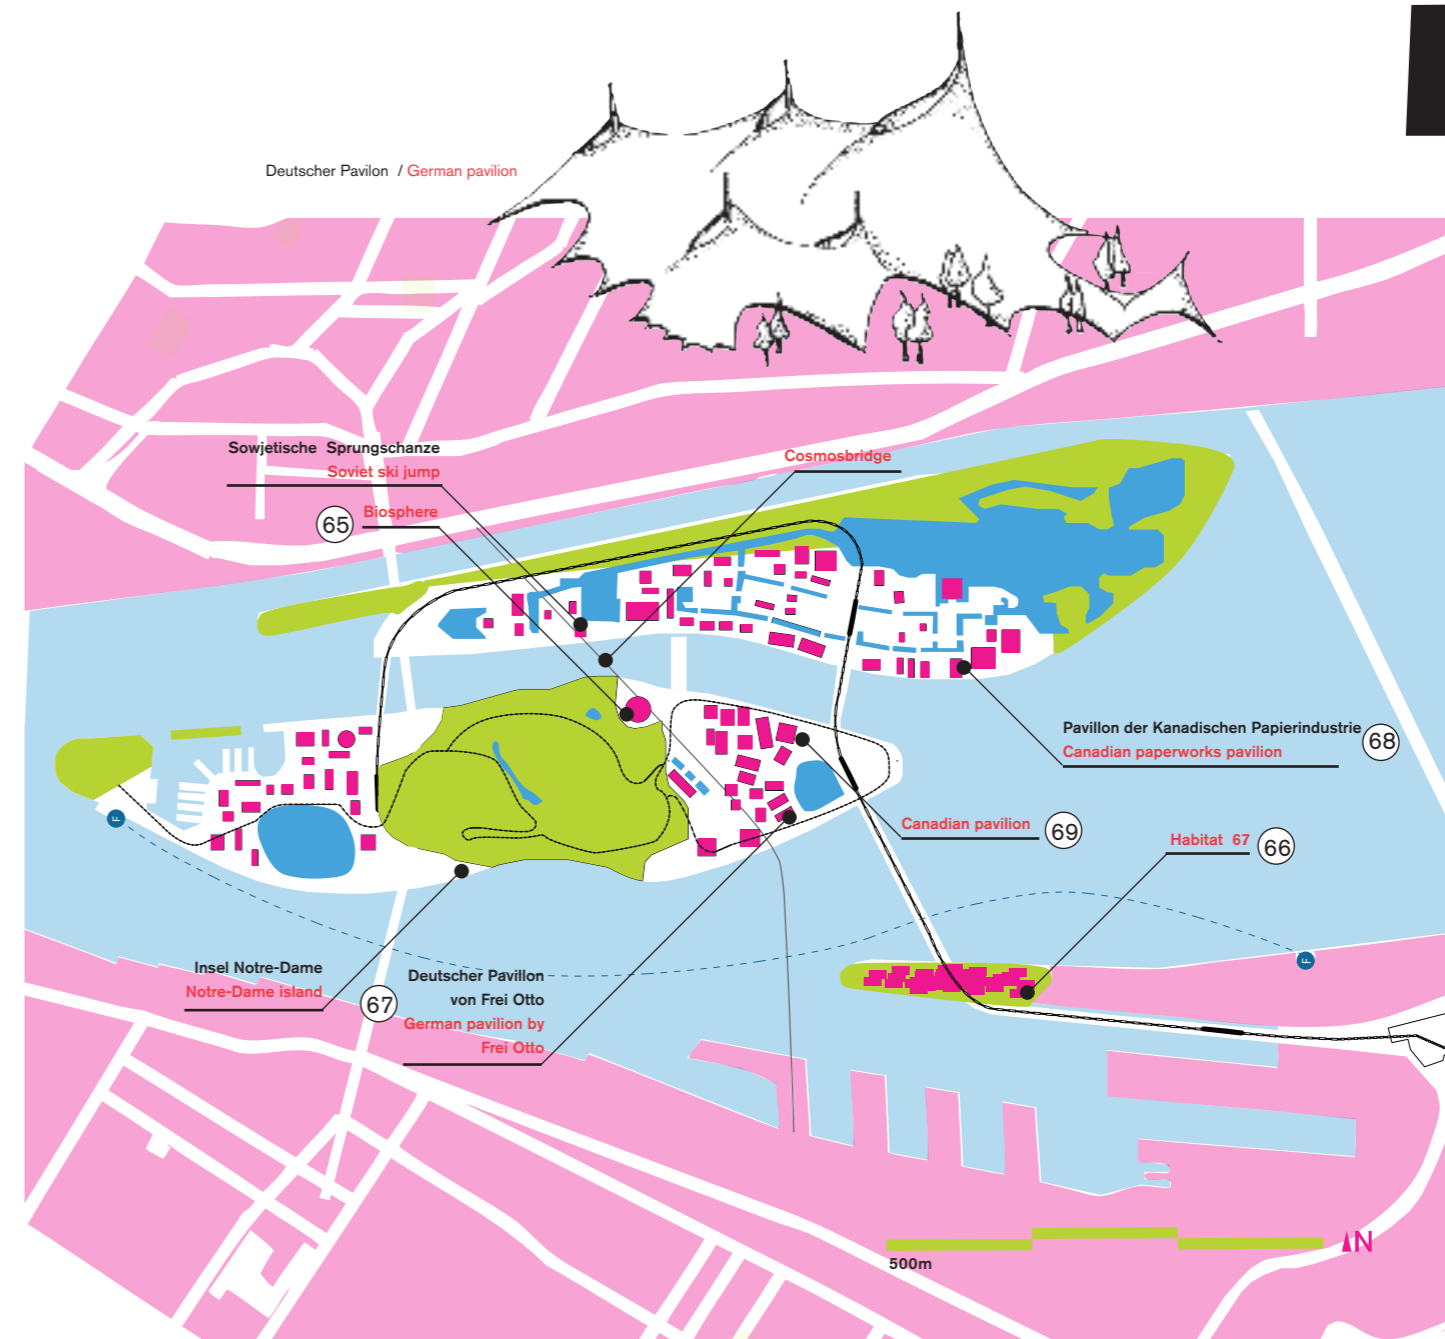 Deutscher Pavilon / German pavilion
Sowjetische Sprungschanze
Soviet ski jump
Cosmosbridge
65 Biosphere
Pavillon der Kanadischen Papierindustrie
Canadian paperworks pavilion
68
Canadian pavilion 69
Habitat 67 66
F
F
Insel Notre-Dame
Notre-Dame island
67
Deutscher Pavillon
von Frei Otto
German pavilion by
Frei Otto
N
500m